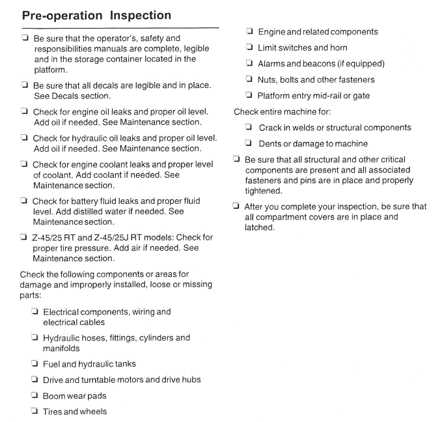 Pre-operation Inspection
❏ Be sure that the operator's, safety and
responsibilities manuals are complete, legible
and in the storage container located in the
platform.
❏ Be sure that all decals are legible and in place.
See Decals section.
❏ Check for engine oil leaks and proper oil level.
Add oil if needed. See Maintenance section.
❏ Check for hydraulic oil leaks and proper oil level.
Add oil if needed. See Maintenance section.
❏ Check for engine coolant leaks and proper level
of coolant. Add coolant if needed. See
Maintenance section.
❏ Check for battery fluid leaks and proper fluid
level. Add distilled water if needed. See
Maintenance section.
❏ Z-45/25 RT and Z-45/25J RT models: Check for
proper tire pressure. Add air if needed. See
Maintenance section.
Check the following components or areas for
damage and improperly installed, loose or missing
parts:
❏ Electrical components, wiring and
electrical cables
❏ Hydraulic hoses, fittings, cylinders and
manifolds
❏ Fuel and hydraulic tanks
❏ Drive and turntable motors and drive hubs
❏ Boom wear pads
❏ Tires and wheels
❏ Engine and related components
❏ Limit switches and horn
❏ Alarms and beacons (if equipped)
❏ Nuts, bolts and other fasteners
❏ Platform entry mid-rail or gate
Check entire machine for:
❏ Crack in welds or structural components
❏ Dents or damage to machine
❏ Be sure that all structural and other critical
components are present and all associated
fasteners and pins are in place and properly
tightened.
❏ After you complete your inspection, be sure that
all compartment covers are in place and
latched.